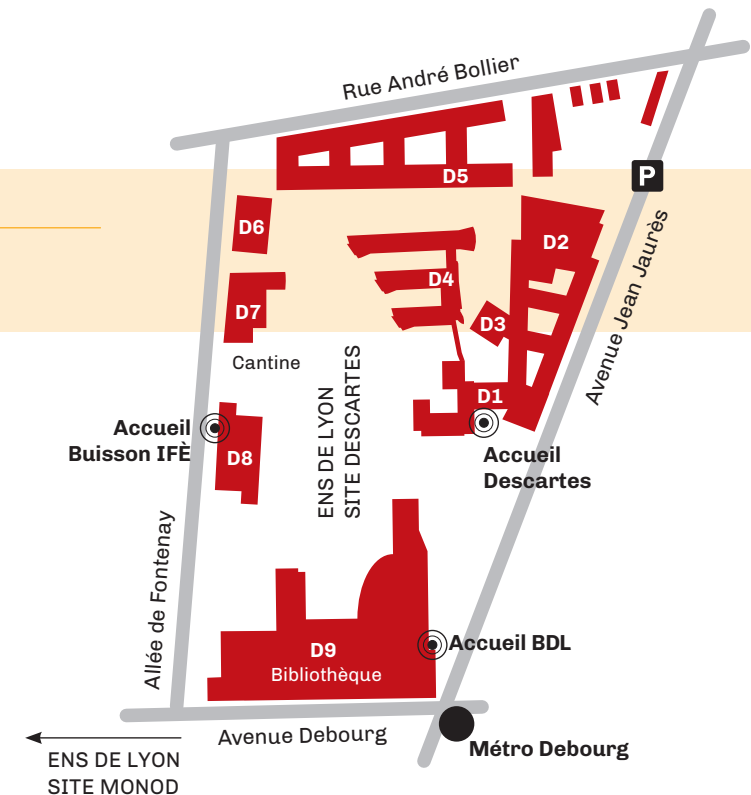 Rue André Bollier
D5
P
D6
D2
D4
D7
D3
Avenue Jean Jaurès
Cantine
ENS DE LYON
SITE DESCARTES
D1
Accueil
Buisson IFÈ
D8
Accueil
Descartes
Allée de Fontenay
D9
Bibliothèque
Accueil BDL
Avenue Debourg
Métro Debourg
ENS DE LYON
SITE MONOD